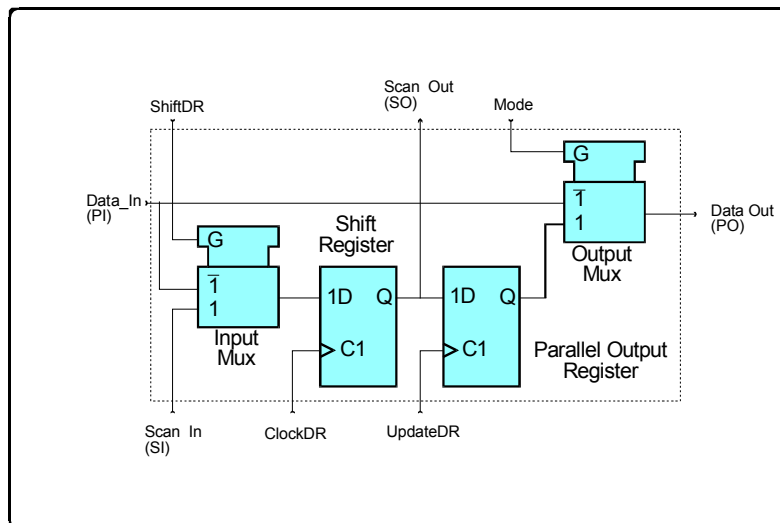 Scan Out
(SO)
ShiftDR
Mode
G
Data_In
(PI)
1
1
Data Out
(PO)
Shift
Register
G
Output
Mux
1
1
1D Q
C1
1D Q
C1
Input
Mux
Parallel Output
Register
Scan In
(SI)
ClockDR
UpdateDR